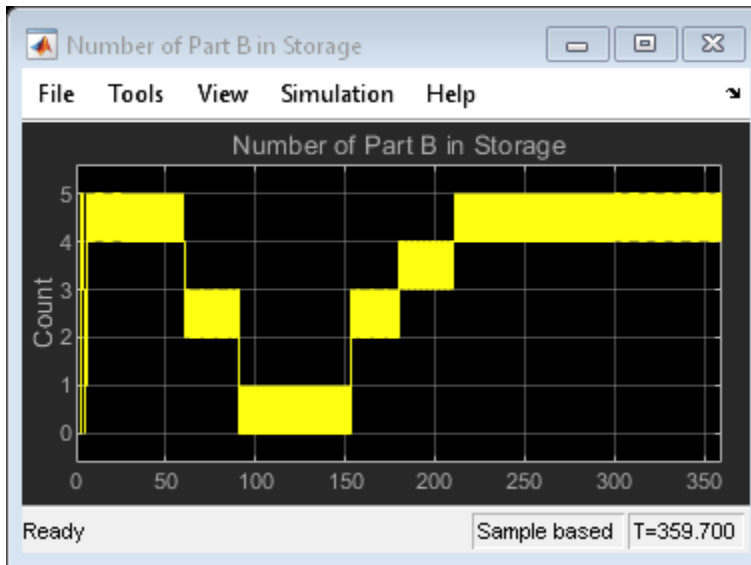 Number of Part B in Storage
File Tools View Simulation Help
Number of Part B in Storage
5
4
3
2
1
0
Count
0 50 100 150 200 250 300 350
Ready Sample based T=359.700